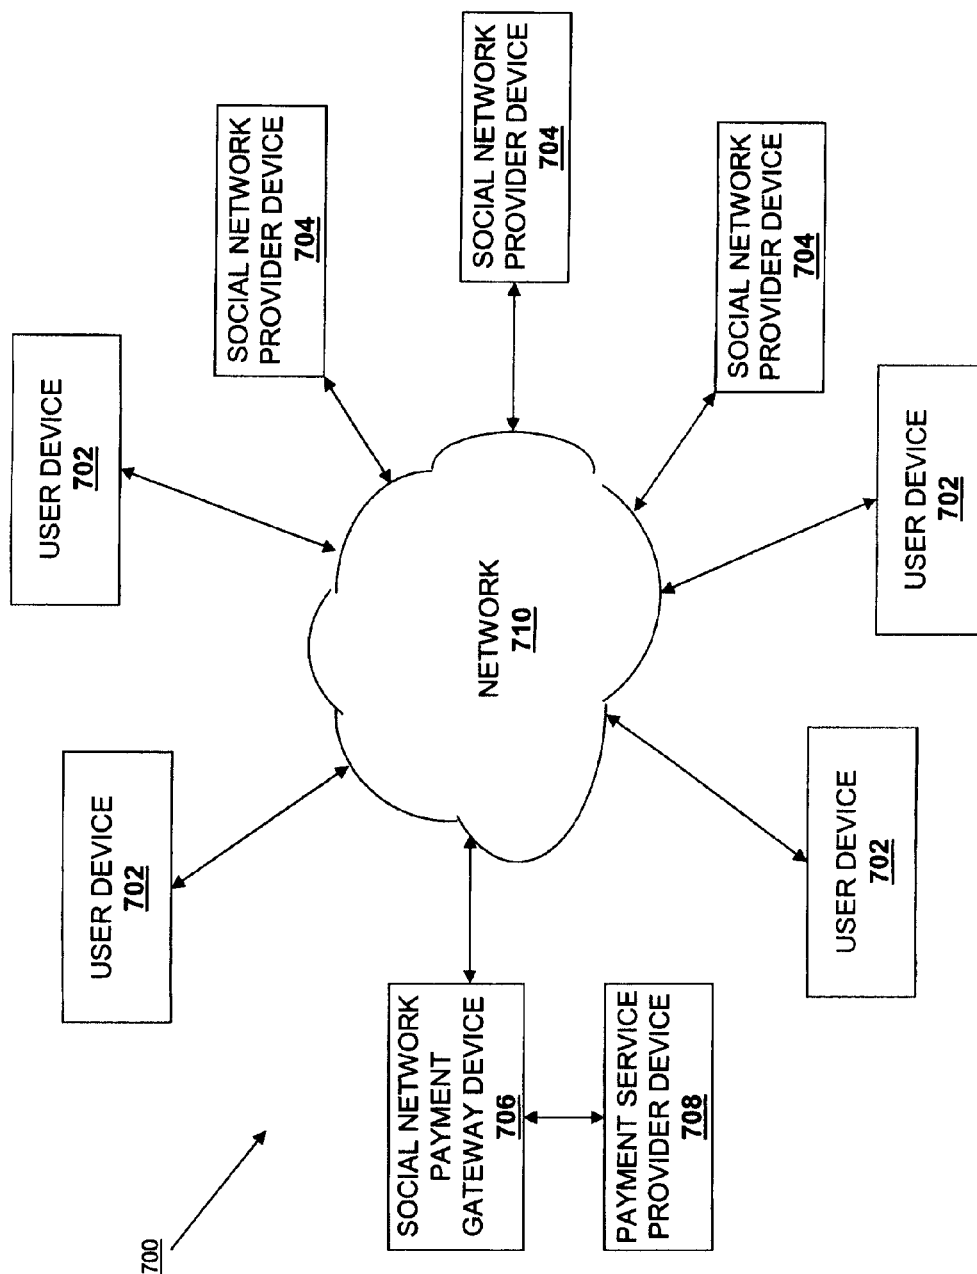 700
USER DEVICE
702
USER DEVICE
702
SOCIAL NETWORK
PROVIDER DEVICE
704
SOCIAL NETWORK
PAYMENT
GATEWAY DEVICE
706
NETWORK
710
SOCIAL NETWORK
PROVIDER DEVICE
704
PAYMENT SERVICE
PROVIDER DEVICE
708
SOCIAL NETWORK
PROVIDER DEVICE
704
USER DEVICE
702
USER DEVICE
702